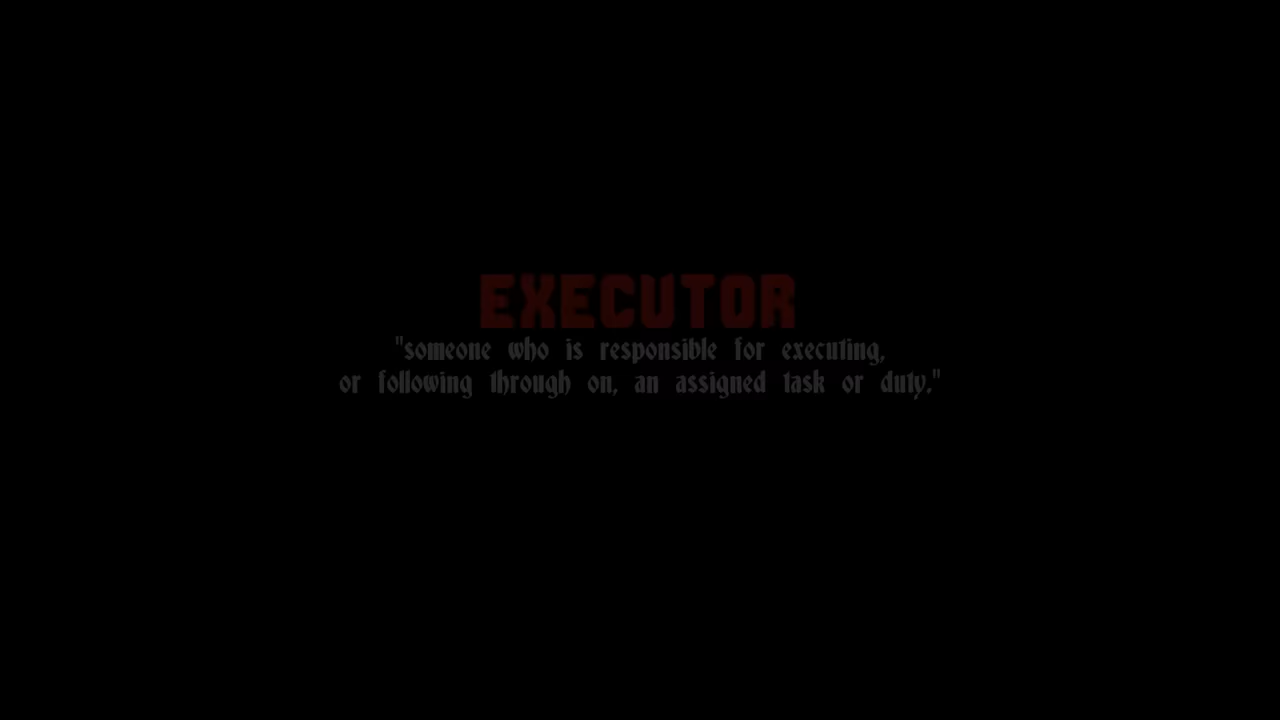 EXECUTOR
"someone who is responsible for executing,
or following through on, an assigned task or duty."